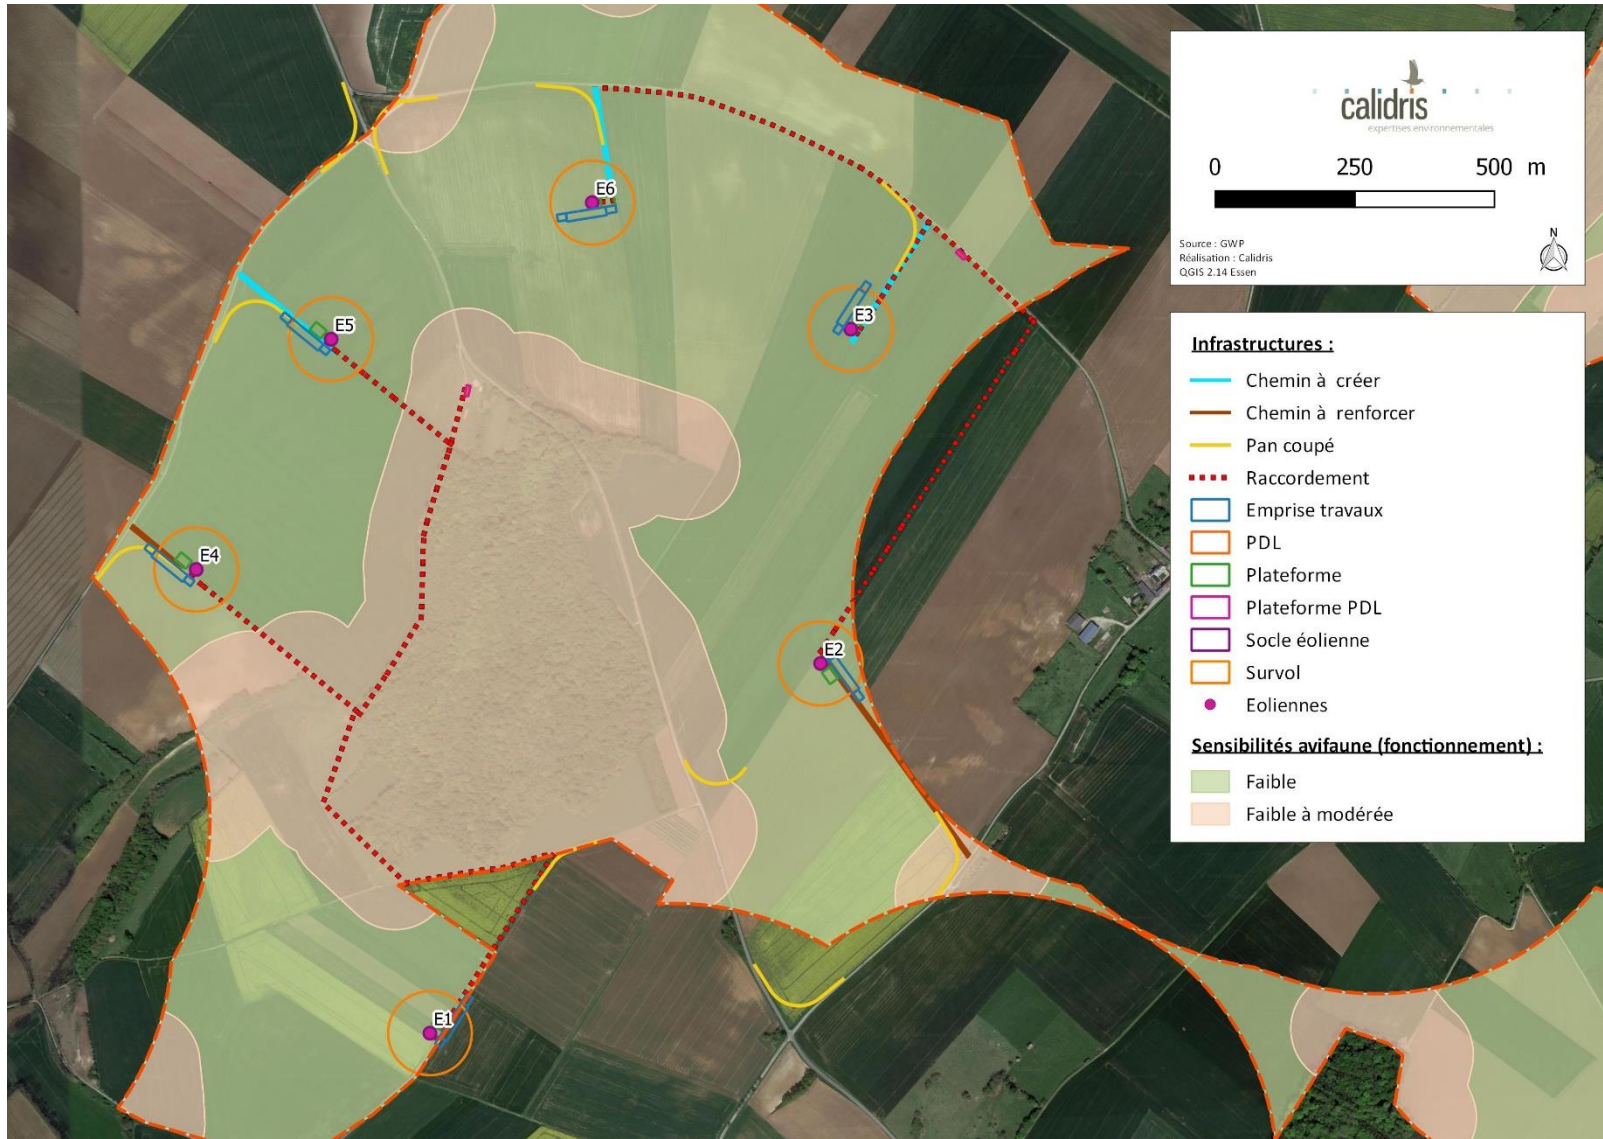 calidris
expertises environnementales
0 250 500 m
Source : GWP
Réalisation : Calidris
QGIS 2.14 Essen
N
Infrastructures :
Chemin à créer
Chemin à renforcer
Pan coupé
Raccordement
Emprise travaux
PDL
Plateforme
Plateforme PDL
Socle éolienne
Survol
Eoliennes
Sensibilités avifaune (fonctionnement) :
Faible
Faible à modérée
E6
E3
E5
E4
E2
E1